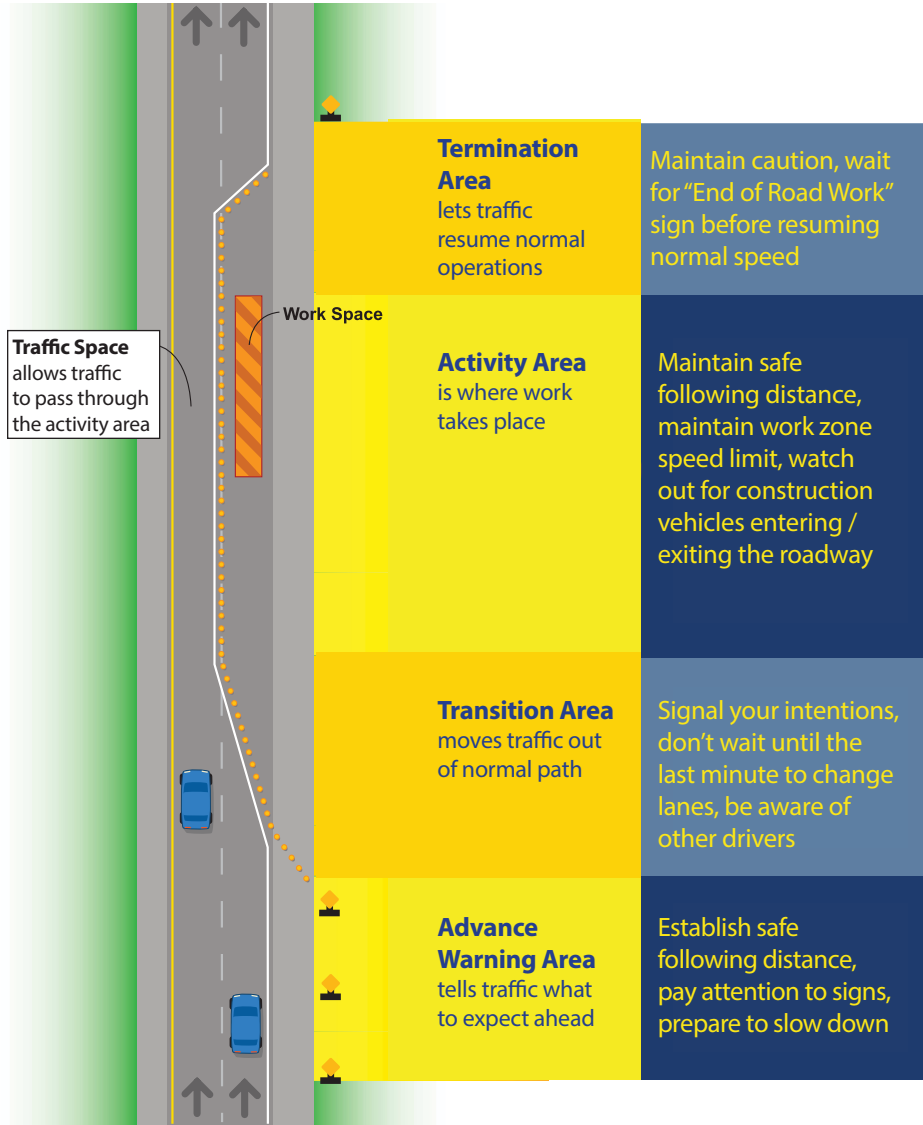 Termination
Area
lets traffic
resume normal
operations
Maintain caution, wait
for “End of Road Work”
sign before resuming
normal speed
Work Space
Traffic Space
allows traffic
to pass through
the activity area
Activity Area
is where work
takes place
Maintain safe
following distance,
maintain work zone
speed limit, watch
out for construction
vehicles entering /
exiting the roadway
Transition Area
moves traffic out
of normal path
Signal your intentions,
don’t wait until the
last minute to change
lanes, be aware of
other drivers
Advance
Warning Area
tells traffic what
to expect ahead
Establish safe
following distance,
pay attention to signs,
prepare to slow down